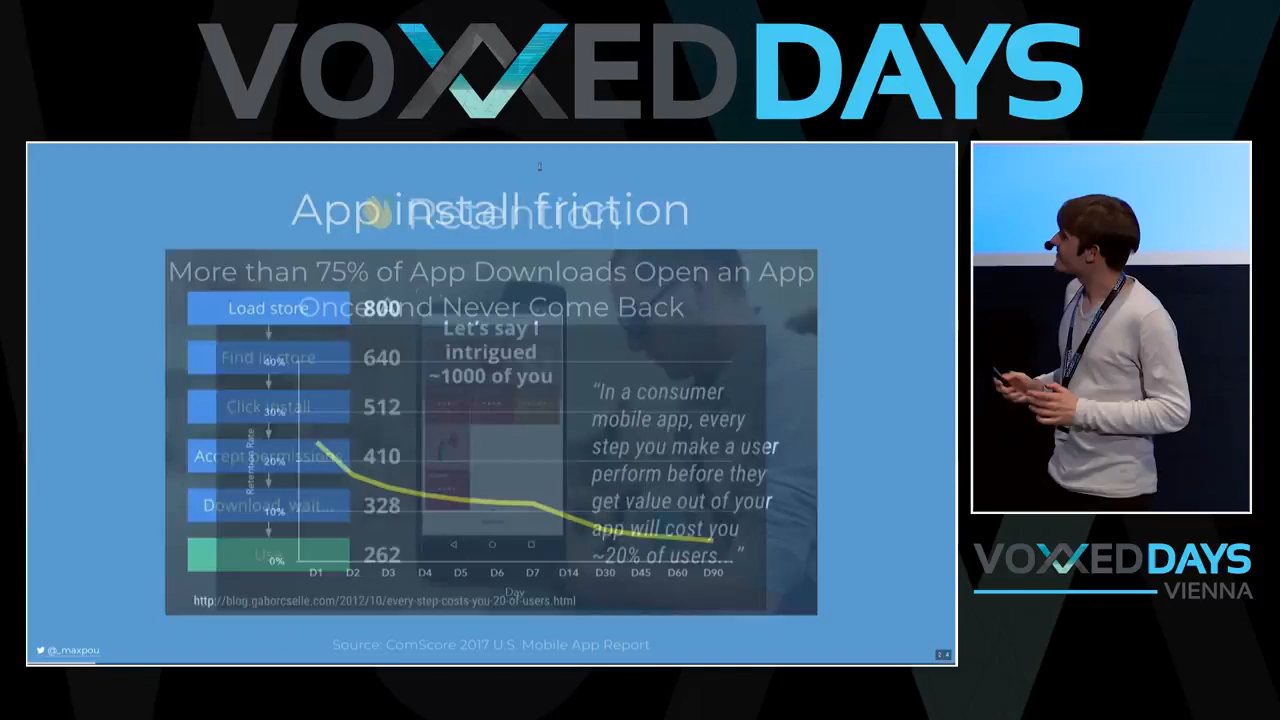 VOXXED DAYS
App install friction
👋 Retention
More than 75% of App Downloads Open an App
Once And Never Come Back
Load store 800
Find in store 640
Click install 512
Accept permissions 410
Download, wait... 328
Use 262
Let's say I
intrigued
~1000 of you
“In a consumer
mobile app, every
step you make a user
perform before they
get value out of your
app will cost you
~20% of users...”
40%
30%
20%
10%
0%
Retention Rate
D1 D2 D3 D4 D5 D6 D7 D14 D30 D45 D60 D90
Day
http://blog.gaborcselle.com/2012/10/every-step-costs-you-20-of-users.html
Source: ComScore 2017 U.S. Mobile App Report
@_maxpou
2.4
VOXXED DAYS
VIENNA